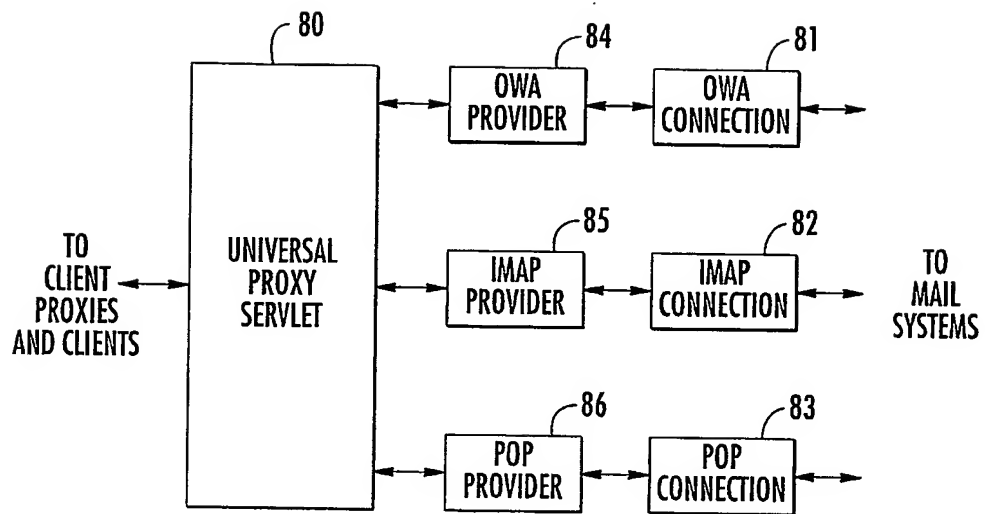 80
84
81
OWA
PROVIDER
OWA
CONNECTION
TO
CLIENT
PROXIES
AND CLIENTS
UNIVERSAL
PROXY
SERVLET
85
82
IMAP
PROVIDER
IMAP
CONNECTION
TO
MAIL
SYSTEMS
86
83
POP
PROVIDER
POP
CONNECTION